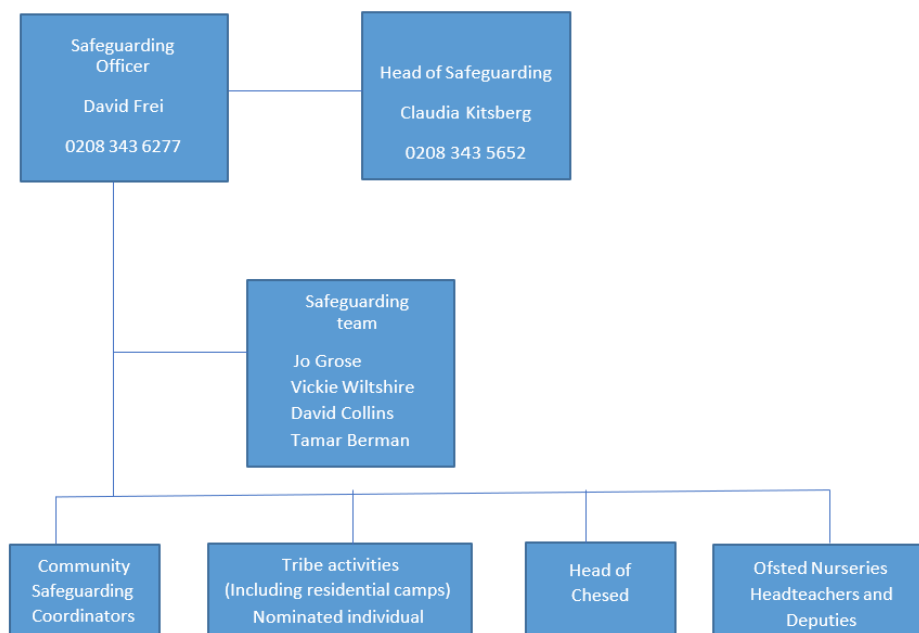 Safeguarding
Officer
David Frei
0208 343 6277
Head of Safeguarding
Claudia Kitsberg
0208 343 5652
Safeguarding
team
Jo Grose
Vickie Wiltshire
David Collins
Tamar Berman
Community
Safeguarding
Coordinators
Tribe activities
(Including residential camps)
Nominated individual
Head of
Chesed
Ofsted Nurseries
Headteachers and
Deputies